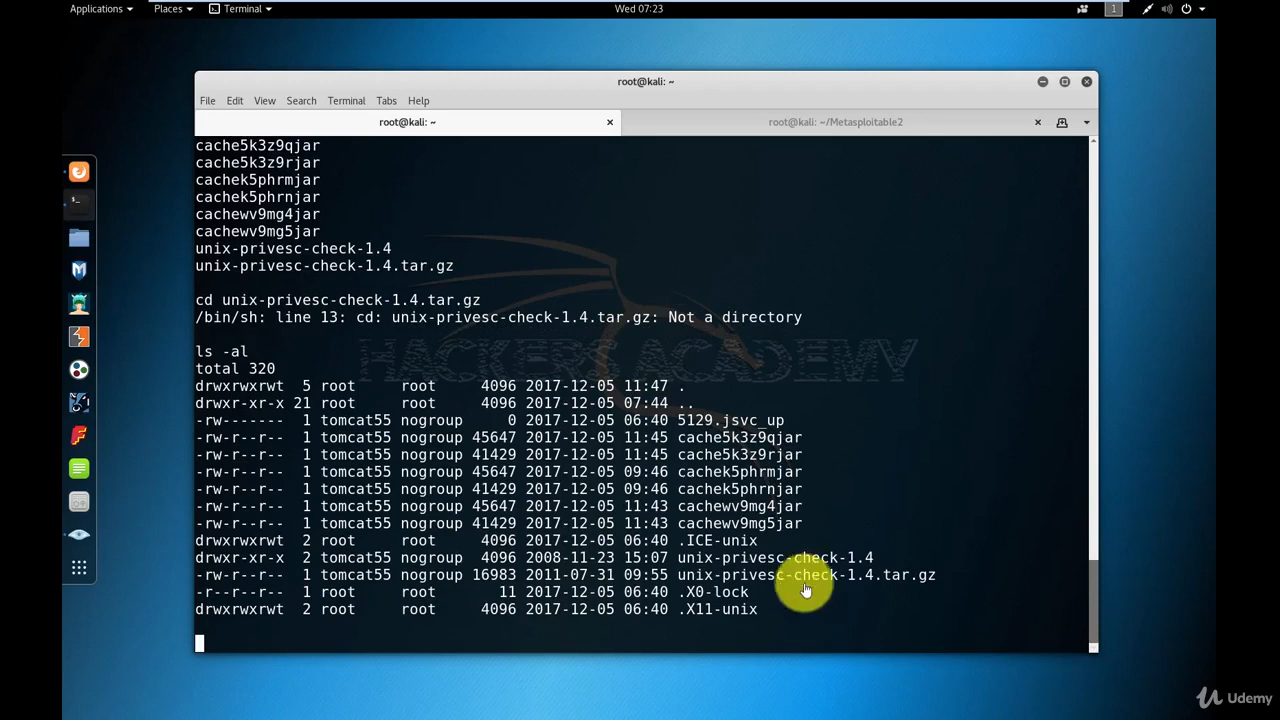 Applications Places Terminal Wed 07:23 1
root@kali: ~
File Edit View Search Terminal Tabs Help
root@kali: ~ root@kali: ~/Metasploitable2
cache5k3z9qjar
cache5k3z9rjar
cachek5phrmjar
cachek5phrnjar
cachewv9mg4jar
cachewv9mg5jar
unix-privesc-check-1.4
unix-privesc-check-1.4.tar.gz
cd unix-privesc-check-1.4.tar.gz
/bin/sh: line 13: cd: unix-privesc-check-1.4.tar.gz: Not a directory
HACKERS ACADEMY
ls -al
total 320
drwxrwxrwt 5 root root 4096 2017-12-05 11:47 .
drwxr-xr-x 21 root root 4096 2017-12-05 07:44 ..
-rw------- 1 tomcat55 nogroup 0 2017-12-05 06:40 5129.jsvc_up
-rw-r--r-- 1 tomcat55 nogroup 45647 2017-12-05 11:45 cache5k3z9qjar
-rw-r--r-- 1 tomcat55 nogroup 41429 2017-12-05 11:45 cache5k3z9rjar
-rw-r--r-- 1 tomcat55 nogroup 45647 2017-12-05 09:46 cachek5phrmjar
-rw-r--r-- 1 tomcat55 nogroup 41429 2017-12-05 09:46 cachek5phrnjar
-rw-r--r-- 1 tomcat55 nogroup 45647 2017-12-05 11:43 cachewv9mg4jar
-rw-r--r-- 1 tomcat55 nogroup 41429 2017-12-05 11:43 cachewv9mg5jar
drwxrwxrwt 2 root root 4096 2017-12-05 06:40 .ICE-unix
drwxr-xr-x 2 tomcat55 nogroup 4096 2008-11-23 15:07 unix-privesc-check-1.4
-rw-r--r-- 1 tomcat55 nogroup 16983 2011-07-31 09:55 unix-privesc-check-1.4.tar.gz
-r--r--r-- 1 root root 11 2017-12-05 06:40 .X0-lock
drwxrwxrwt 2 root root 4096 2017-12-05 06:40 .X11-unix
Udemy